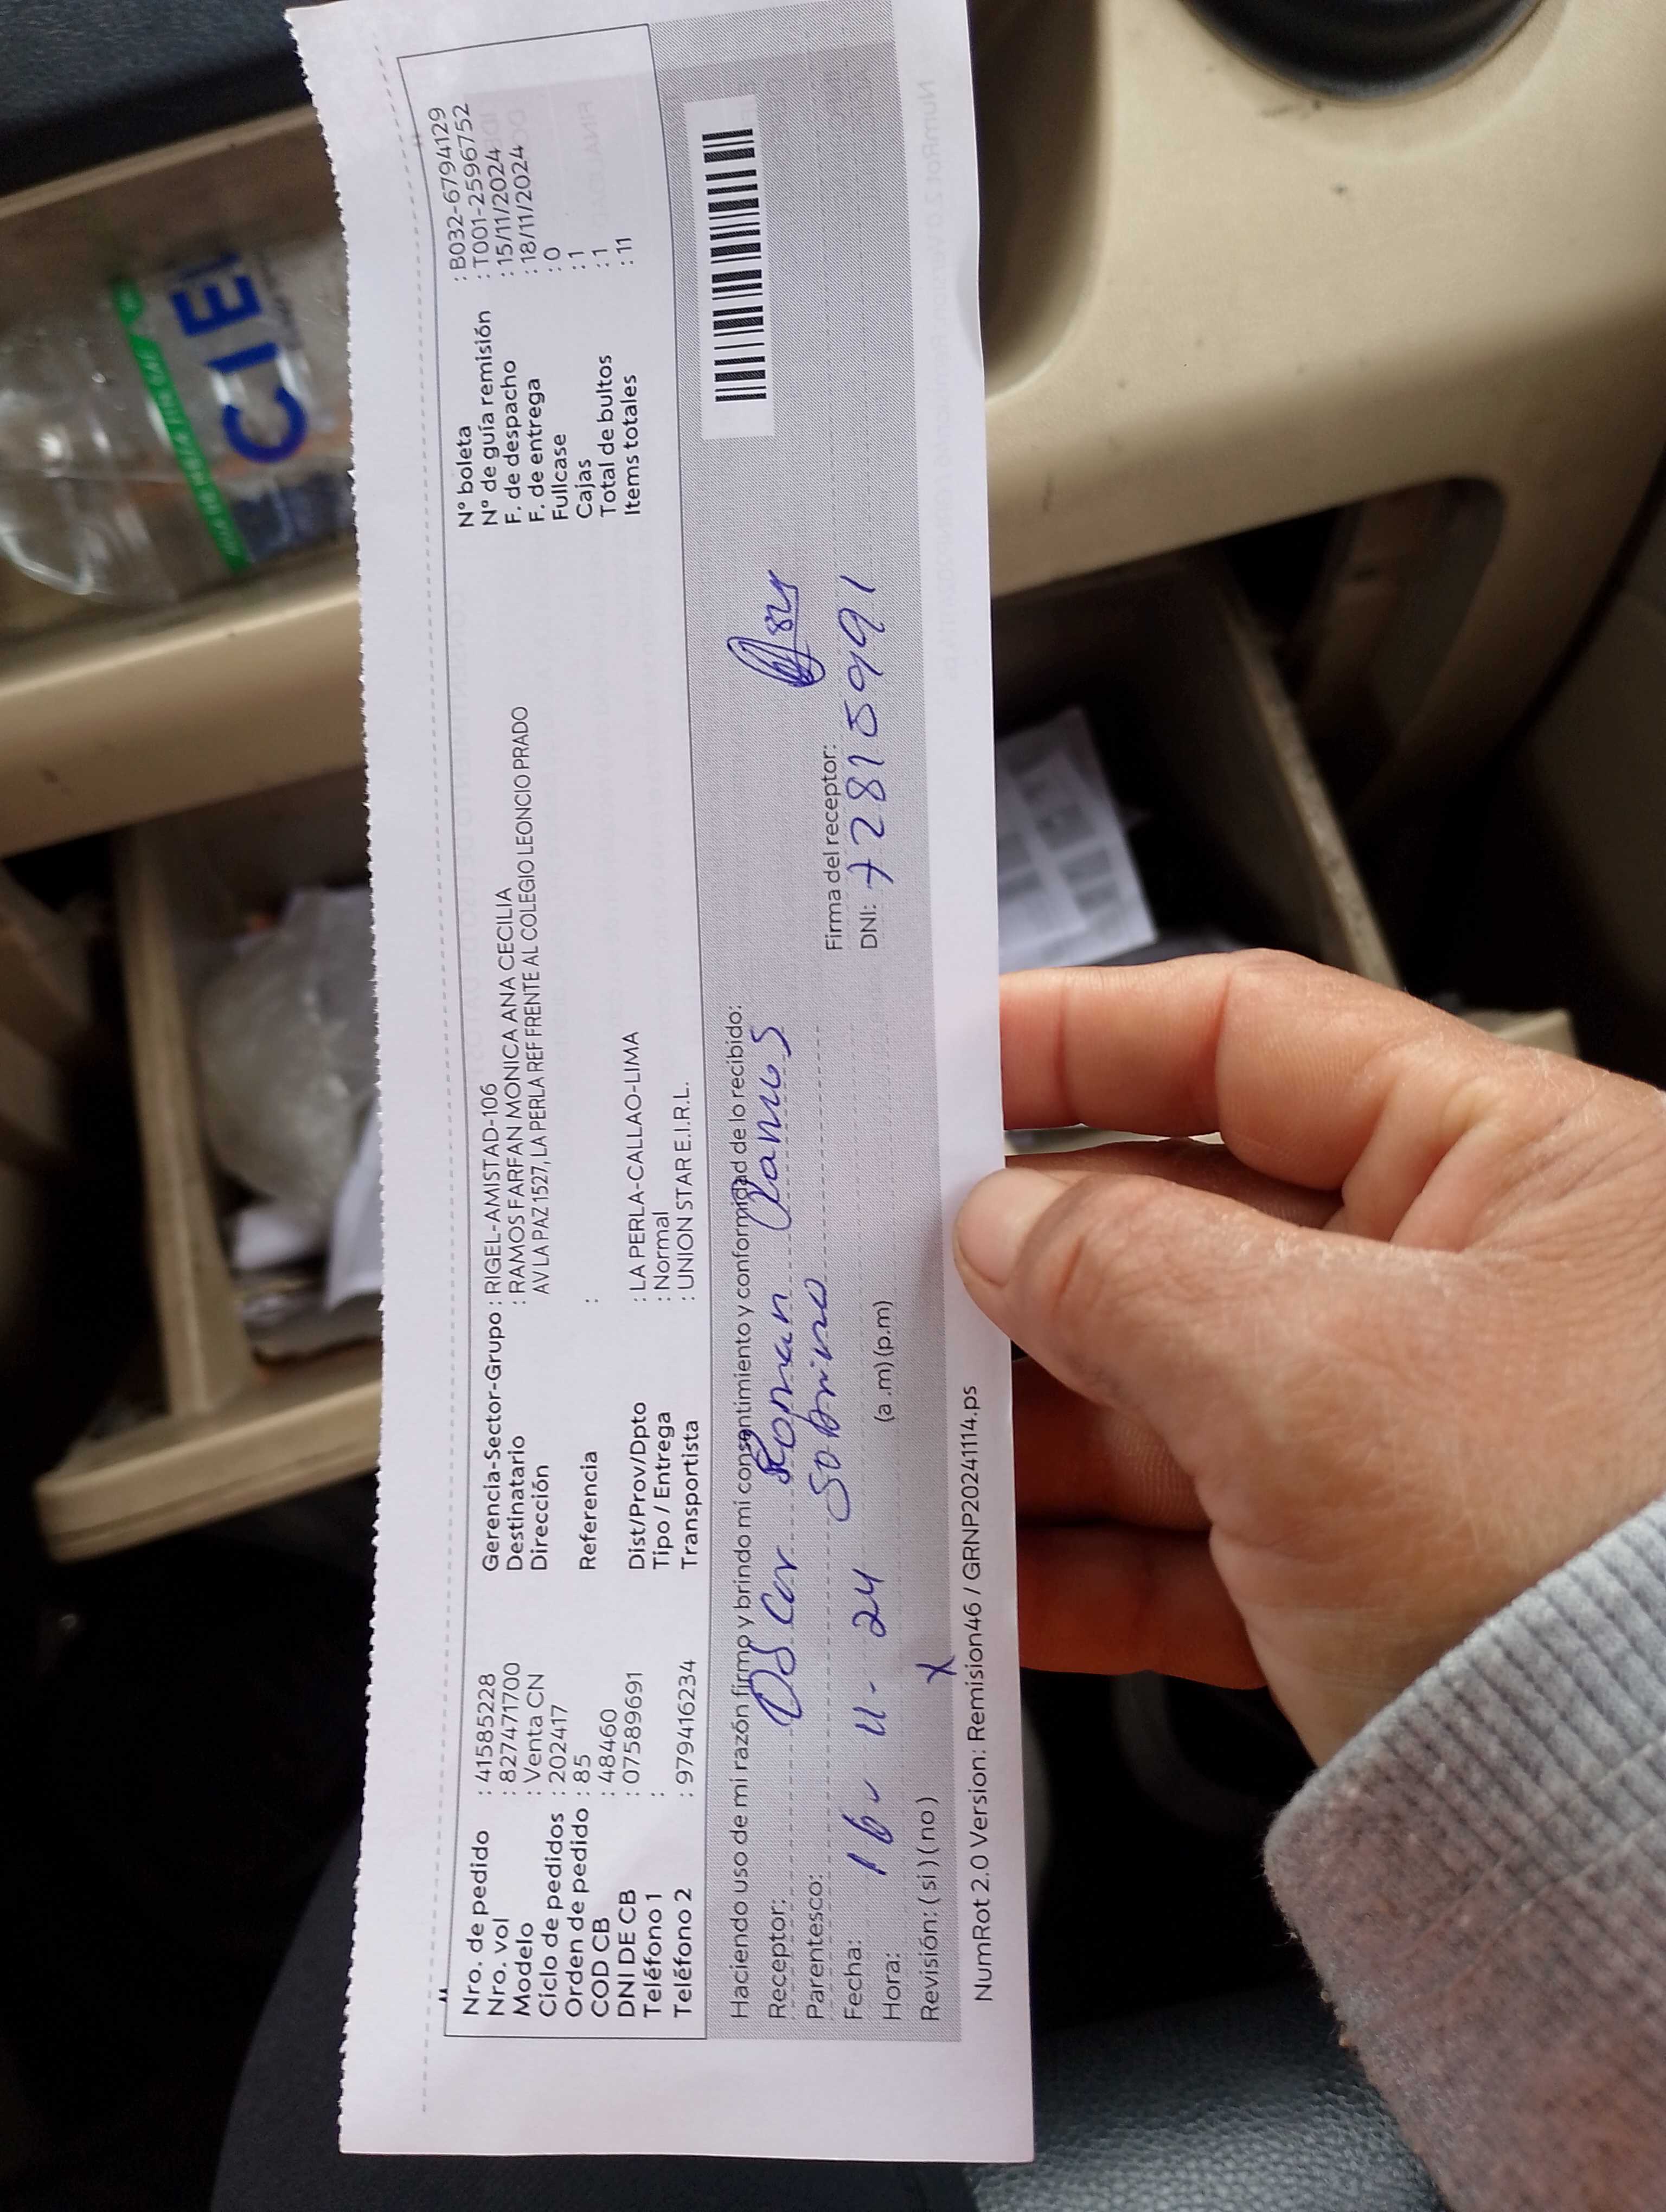 Nro. de pedido : 41585228
Nro. vol : 827471700
Modelo : Venta CN
Ciclo de pedidos : 202417
Orden de pedido : 85
COD CB : 48460
DNI DE CB : 07589691
Teléfono 1 :
Teléfono 2 : 979416234
Gerencia-Sector-Grupo : RIGEL-AMISTAD-106
Destinatario : RAMOS FARFAN MONICA ANA CECILIA
Dirección AV LA PAZ 1527, LA PERLA REF FRENTE AL COLEGIO LEONCIO PRADO
Referencia :
Dist/Prov/Dpto : LA PERLA-CALLAO-LIMA
Tipo / Entrega : Normal
Transportista : UNION STAR E.I.R.L.
N° boleta : B032-6794129
N° de guía remisión : T001-2596752
F. de despacho : 15/11/2024
F. de entrega : 18/11/2024
Fullcase : 0
Cajas : 1
Total de bultos : 1
Items totales : 11
Haciendo uso de mi razón firmo y brindo mi consentimiento y conformidad de lo recibido:
Receptor: Oscar Roman Ramos
Parentesco: Sobrino
Fecha: 16-11-24
Hora: (a.m) (p.m)
Revisión: ( si ) ( no ) X
Firma del receptor:
DNI: 72815991
NumRot 2.0 Version: Remision46 / GRNP20241114.ps
CIE